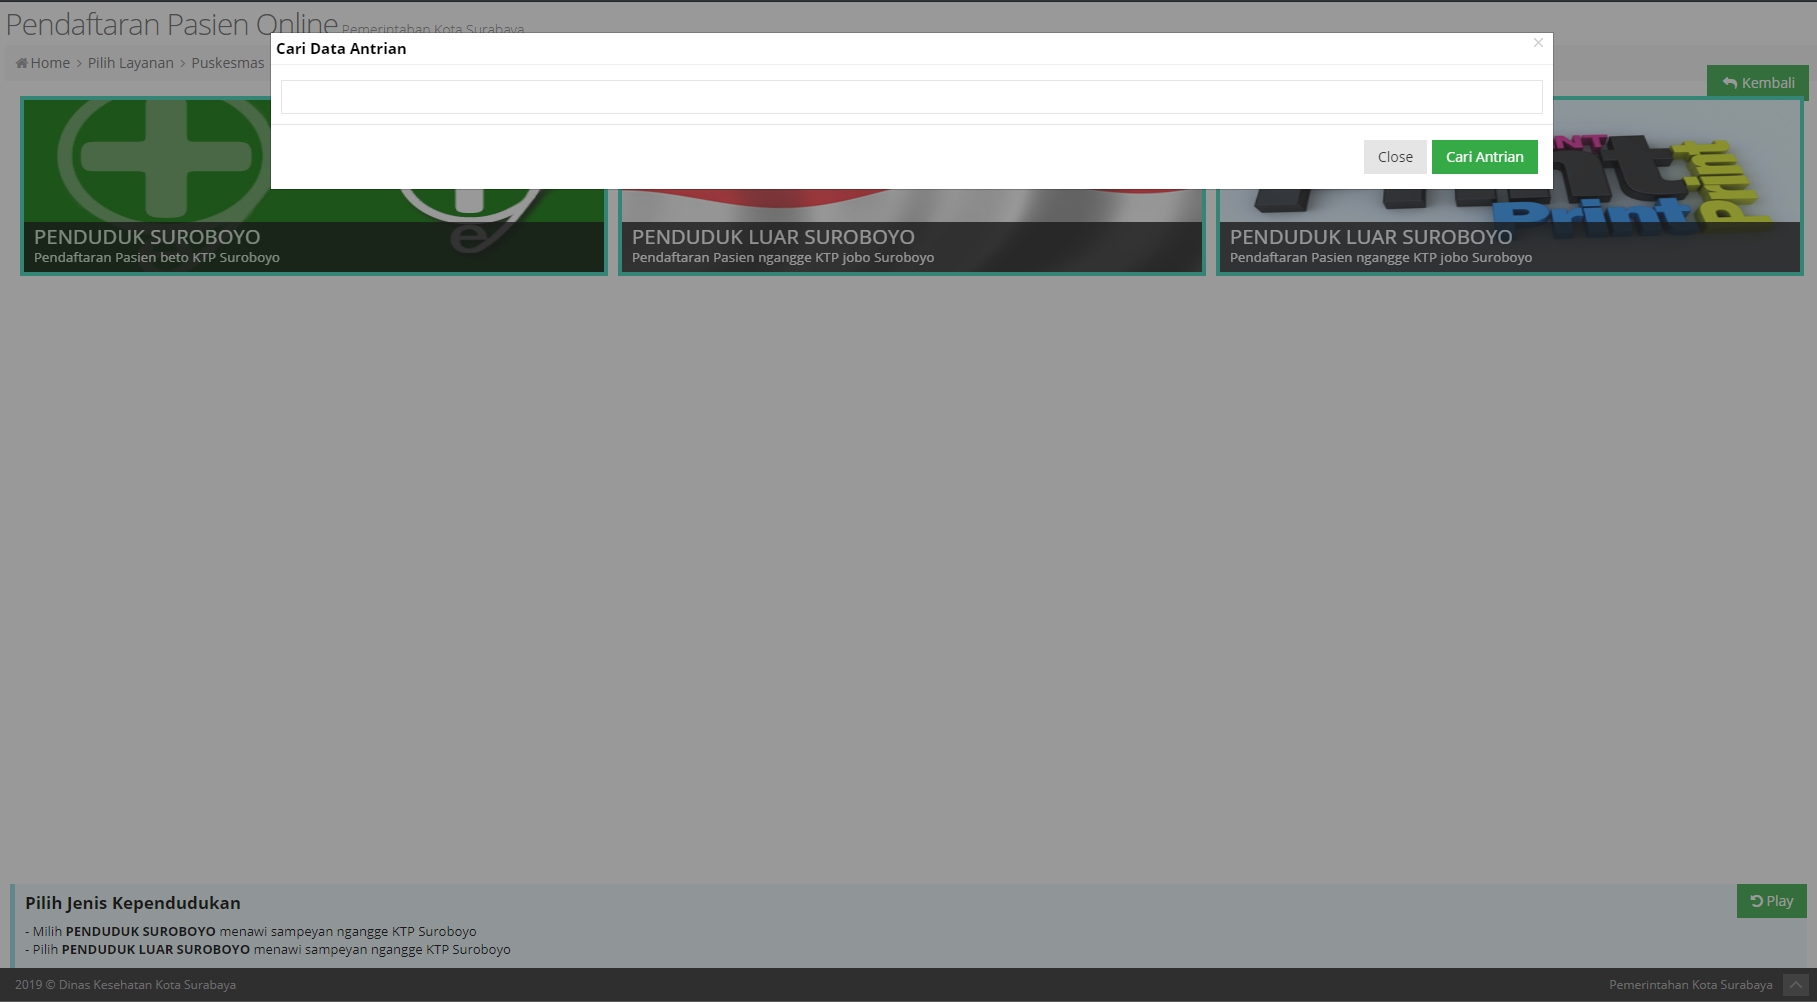 Pendaftaran Pasien Online Pemerintahan Kota Surabaya
Cari Data Antrian
×
Home > Pilih Layanan > Puskesmas
Kembali
Close
Cari Antrian
e
Print
Print
PENDUDUK SUROBOYO
Pendaftaran Pasien beto KTP Suroboyo
PENDUDUK LUAR SUROBOYO
Pendaftaran Pasien ngangge KTP jobo Suroboyo
PENDUDUK LUAR SUROBOYO
Pendaftaran Pasien ngangge KTP jobo Suroboyo
Pilih Jenis Kependudukan
Play
- Milih PENDUDUK SUROBOYO menawi sampeyan ngangge KTP Suroboyo
- Pilih PENDUDUK LUAR SUROBOYO menawi sampeyan ngangge KTP Suroboyo
2019 © Dinas Kesehatan Kota Surabaya
Pemerintahan Kota Surabaya